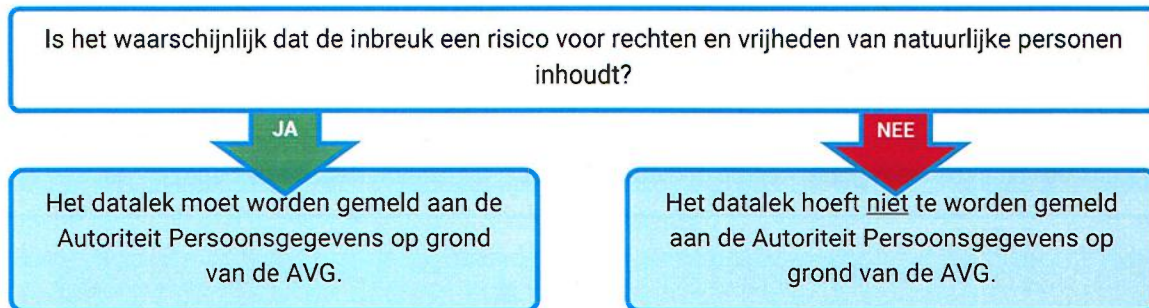 Is het waarschijnlijk dat de inbreuk een risico voor rechten en vrijheden van natuurlijke personen
inhoudt?
JA
NEE
Het datalek moet worden gemeld aan de
Autoriteit Persoonsgegevens op grond
van de AVG.
Het datalek hoeft niet te worden gemeld
aan de Autoriteit Persoonsgegevens op
grond van de AVG.